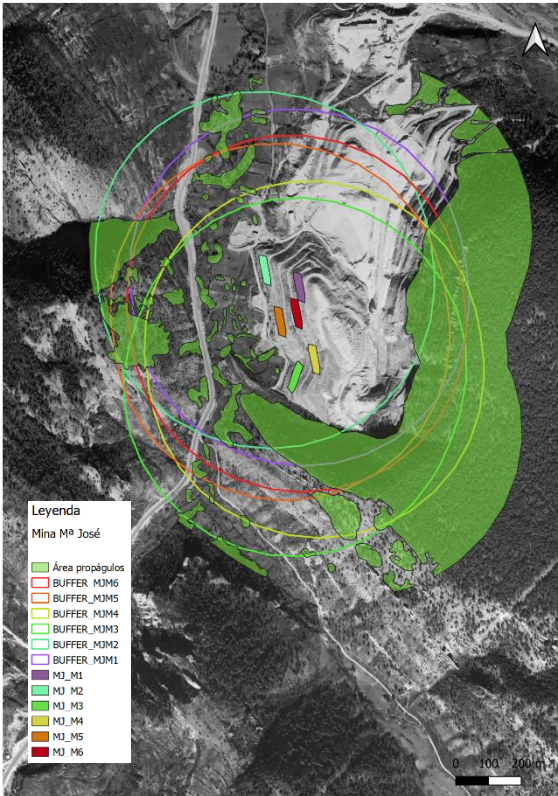 Leyenda
Mina Mª José
Área propágulos
BUFFER_MJM6
BUFFER_MJM5
BUFFER_MJM4
BUFFER_MJM3
BUFFER_MJM2
BUFFER_MJM1
MJ_M1
MJ_M2
MJ_M3
MJ_M4
MJ_M5
MJ_M6
0 100 200 m